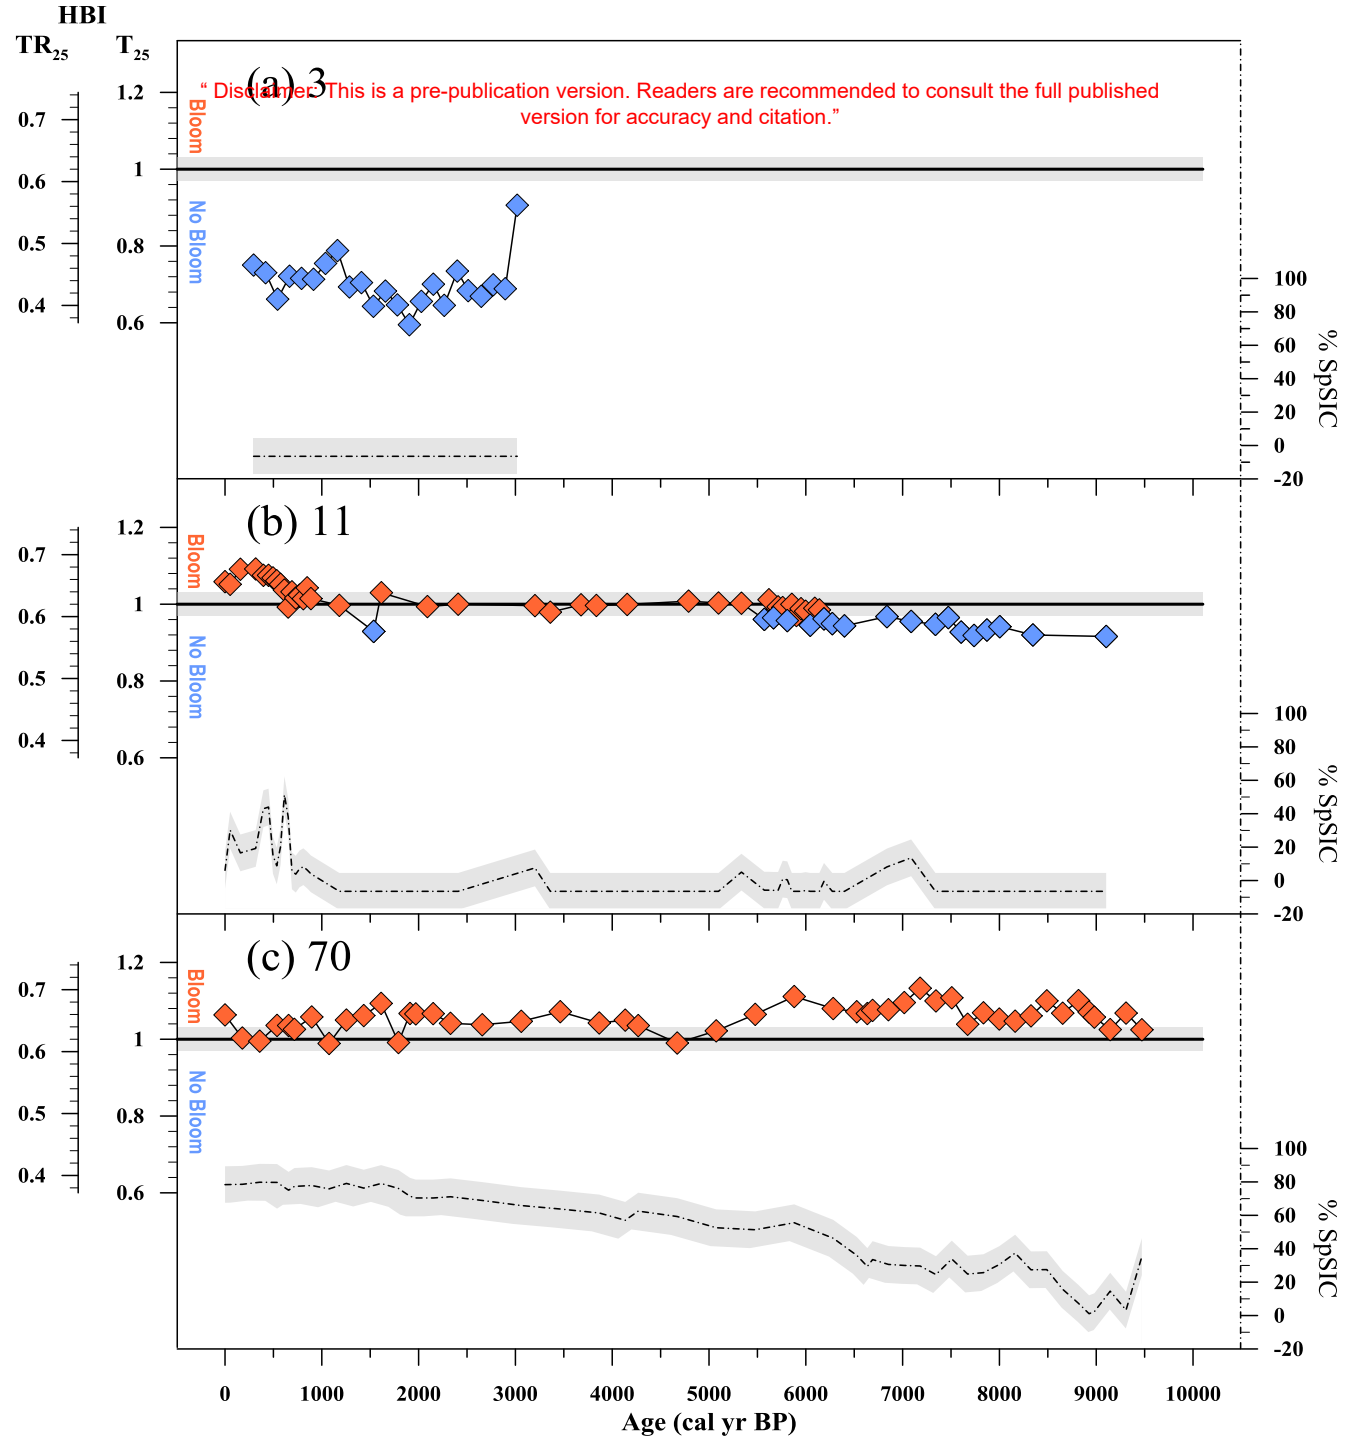 HBI
TR25 T25
(a) 3
“ Disclaimer: This is a pre-publication version. Readers are recommended to consult the full published
version for accuracy and citation.”
1.2
1
0.8
0.6
0.7
0.6
0.5
0.4
Bloom
No Bloom
100
80
60
40
20
0
-20
% SpSIC
(b) 11
1.2
1
0.8
0.6
0.7
0.6
0.5
0.4
Bloom
No Bloom
100
80
60
40
20
0
-20
% SpSIC
(c) 70
1.2
1
0.8
0.6
0.7
0.6
0.5
0.4
Bloom
No Bloom
100
80
60
40
20
0
-20
% SpSIC
0 1000 2000 3000 4000 5000 6000 7000 8000 9000 10000
Age (cal yr BP)